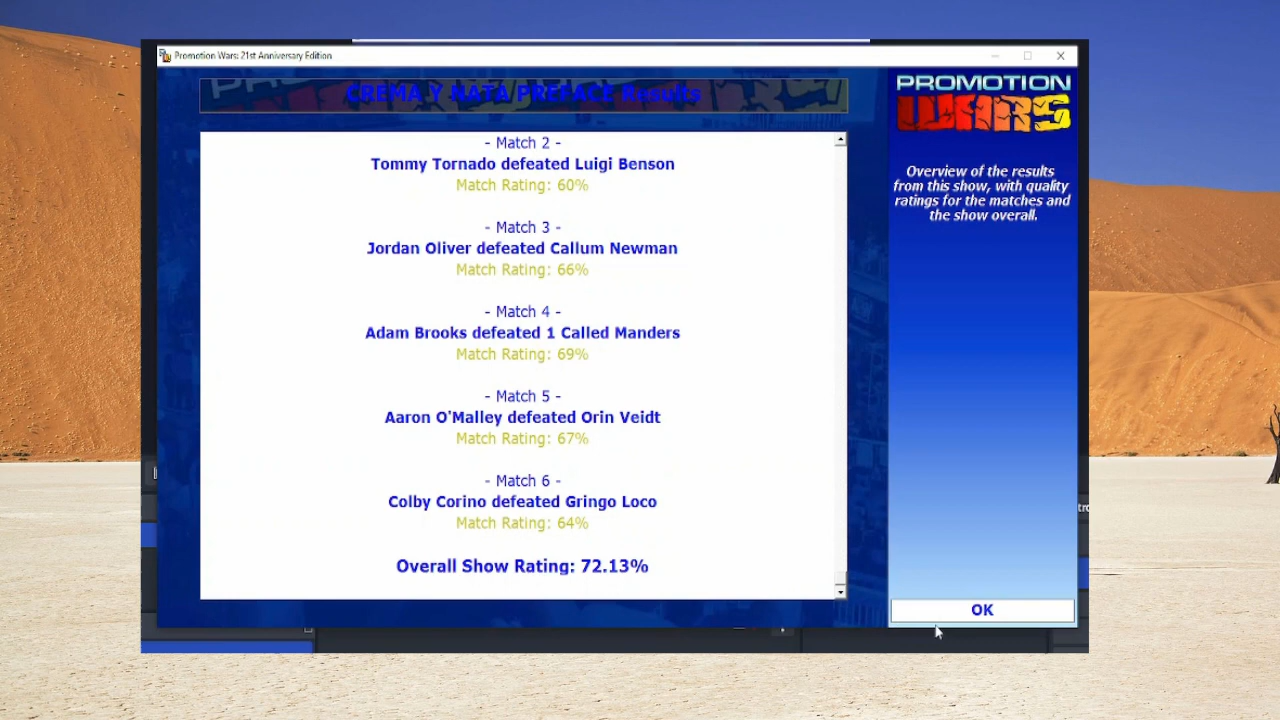 Promotion Wars: 21st Anniversary Edition
CREMA Y NATA PREFACE Results
PROMOTION
WARS
- Match 2 -
Tommy Tornado defeated Luigi Benson
Match Rating: 60%
- Match 3 -
Jordan Oliver defeated Callum Newman
Match Rating: 66%
- Match 4 -
Adam Brooks defeated 1 Called Manders
Match Rating: 69%
- Match 5 -
Aaron O'Malley defeated Orin Veidt
Match Rating: 67%
- Match 6 -
Colby Corino defeated Gringo Loco
Match Rating: 64%
Overall Show Rating: 72.13%
Overview of the results
from this show, with quality
ratings for the matches and
the show overall.
OK